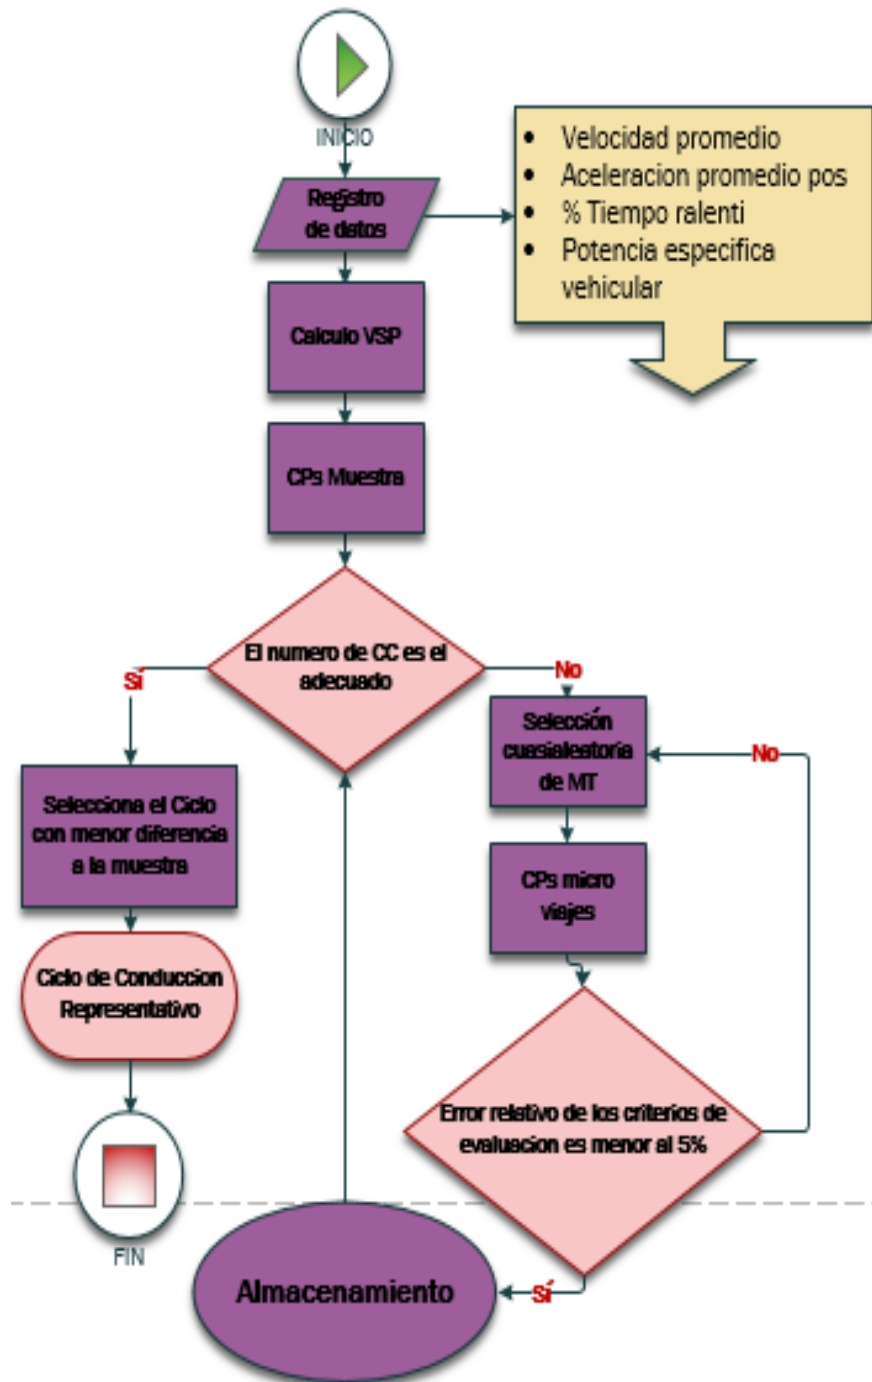 INICIO
Registro
de datos
• Velocidad promedio
• Aceleracion promedio pos
• % Tiempo ralenti
• Potencia especifica
vehicular
Calculo VSP
CPs Muestra
El numero de CC es el
adecuado
Sí
No
Selección
cuasialeatoria
de MT
No
Selecciona el Ciclo
con menor diferencia
a la muestra
CPs micro
viajes
Ciclo de Conduccion
Representativo
Error relativo de los criterios de
evaluacion es menor al 5%
FIN
Almacenamiento
Sí